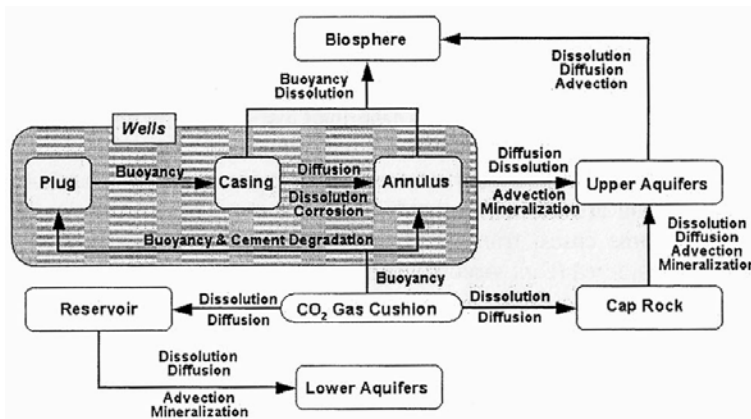 Biosphere
Buoyancy
Dissolution
Dissolution
Diffusion
Advection
Wells
Plug
Buoyancy
Casing
Diffusion
Dissolution
Corrosion
Annulus
Diffusion
Dissolution
Advection
Mineralization
Upper Aquifers
Buoyancy & Cement Degradation
Dissolution
Diffusion
Advection
Mineralization
Buoyancy
Reservoir
Dissolution
Diffusion
CO₂ Gas Cushion
Dissolution
Diffusion
Cap Rock
Dissolution
Diffusion
Advection
Mineralization
Lower Aquifers